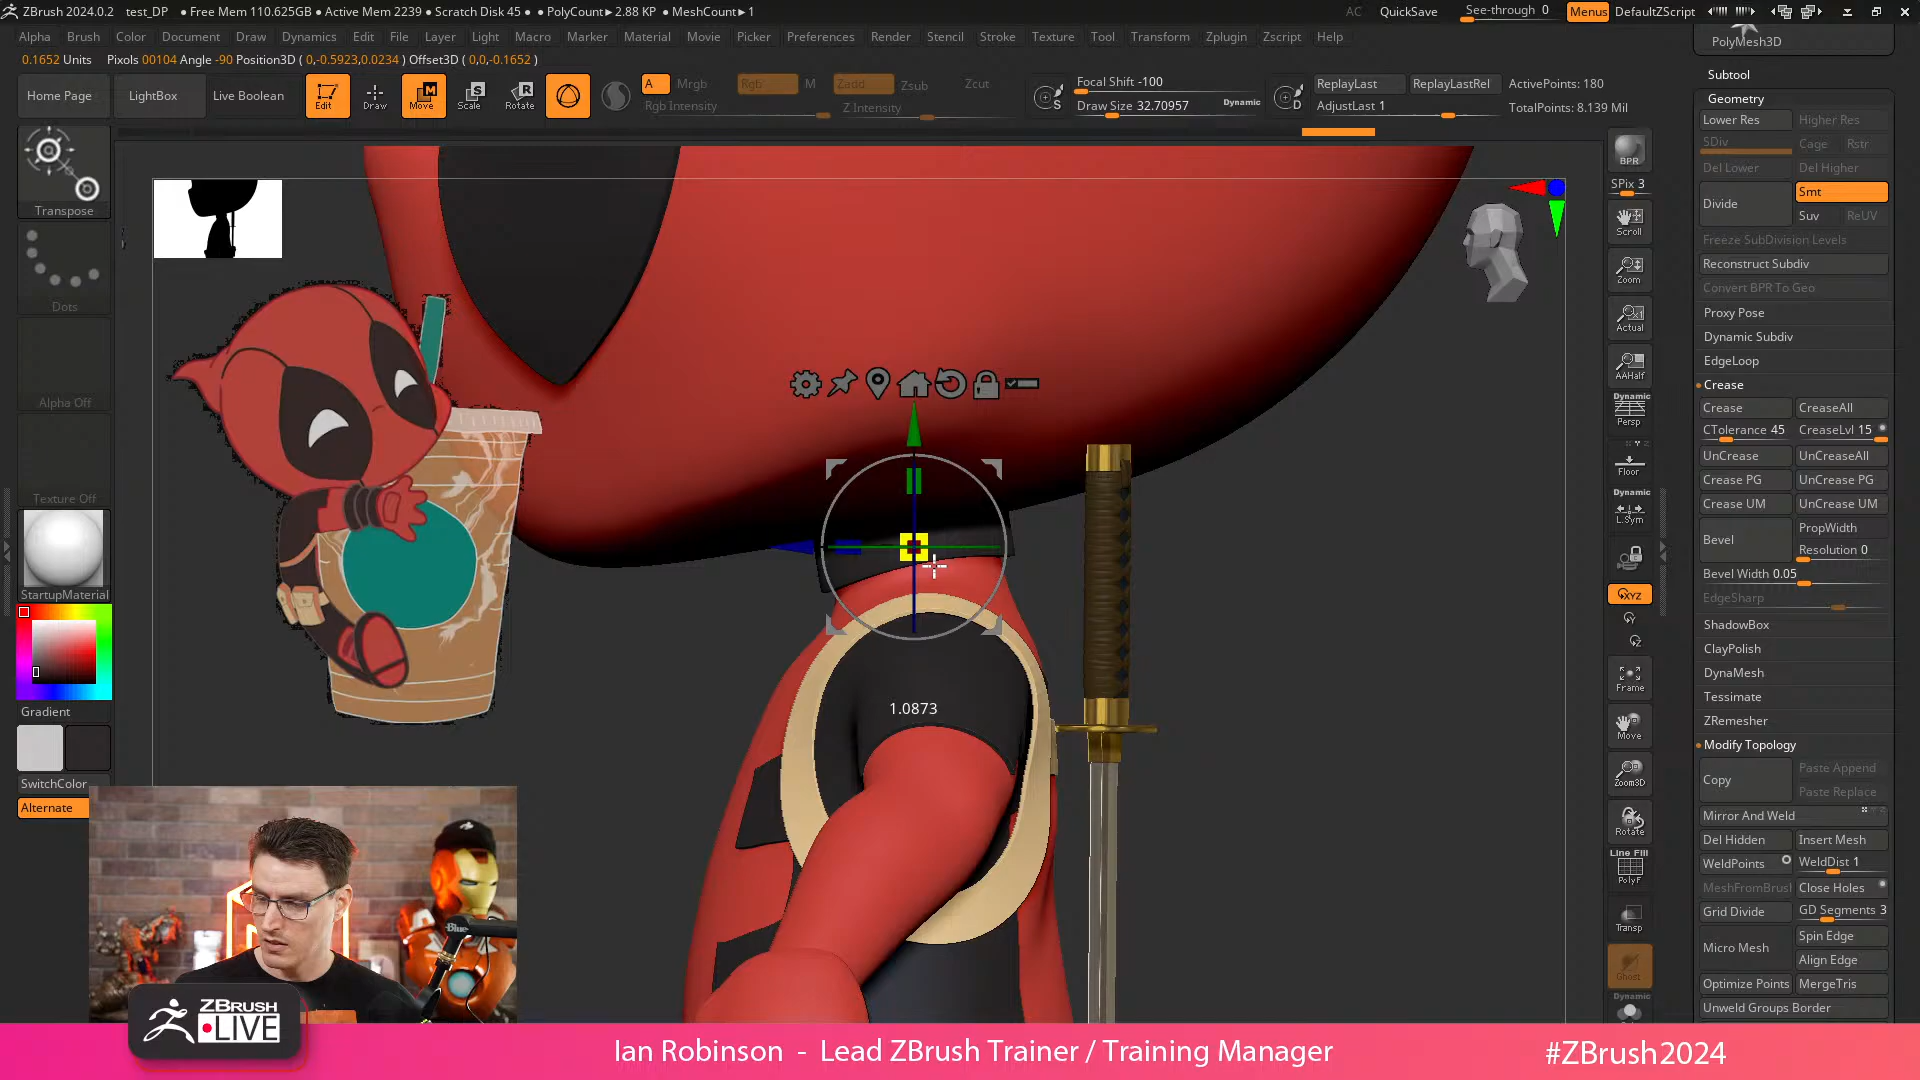 ZBrush 2024.0.2 test_DP • Free Mem 110.625GB • Active Mem 2239 • Scratch Disk 45 • • PolyCount► 2.88 KP • MeshCount► 1 AC QuickSave See-through 0 Menus DefaultZScript
Alpha Brush Color Document Draw Dynamics Edit File Layer Light Macro Marker Material Movie Picker Preferences Render Stencil Stroke Texture Tool Transform Zplugin Zscript Help
0.1652 Units Pixols 00104 Angle -90 Position3D ( 0,-0.5923,0.0234 ) Offset3D ( 0,0,-0.1652 )
Home Page LightBox Live Boolean Edit Draw Move Scale Rotate
A Mrgb Rgb M Zadd Zsub Zcut
Rgb Intensity Z Intensity
Focal Shift -100
Draw Size 32.70957 Dynamic
ReplayLast ReplayLastRel ActivePoints: 180
AdjustLast 1 TotalPoints: 8.139 Mil
Transpose
Dots
Alpha Off
Texture Off
StartupMaterial
Gradient
SwitchColor
Alternate
1.0873
BPR
SPix 3
Scroll
Zoom
Actual
AAHalf
Dynamic
Persp
Floor
Dynamic
L.Sym
XYZ
Frame
Move
Zoom3D
Rotate
Line Fill
PolyF
Transp
Ghost
Dynamic
PolyMesh3D
Subtool
Geometry
Lower Res Higher Res
SDiv Cage Rstr
Del Lower Del Higher
Divide Smt
Suv ReUV
Freeze SubDivision Levels
Reconstruct Subdiv
Convert BPR To Geo
Proxy Pose
Dynamic Subdiv
EdgeLoop
Crease
Crease CreaseAll
CTolerance 45 CreaseLvl 15
UnCrease UnCreaseAll
Crease PG UnCrease PG
Crease UM UnCrease UM
Bevel PropWidth
Resolution 0
Bevel Width 0.05
EdgeSharp
ShadowBox
ClayPolish
DynaMesh
Tessimate
ZRemesher
Modify Topology
Copy Paste Append
Paste Replace
Mirror And Weld
Del Hidden Insert Mesh
WeldPoints WeldDist 1
MeshFromBrus Close Holes
Grid Divide GD Segments 3
Micro Mesh Spin Edge
Align Edge
Optimize Points MergeTris
Unweld Groups Border
Blue
ZBRUSH
LIVE
Ian Robinson - Lead ZBrush Trainer / Training Manager
#ZBrush2024